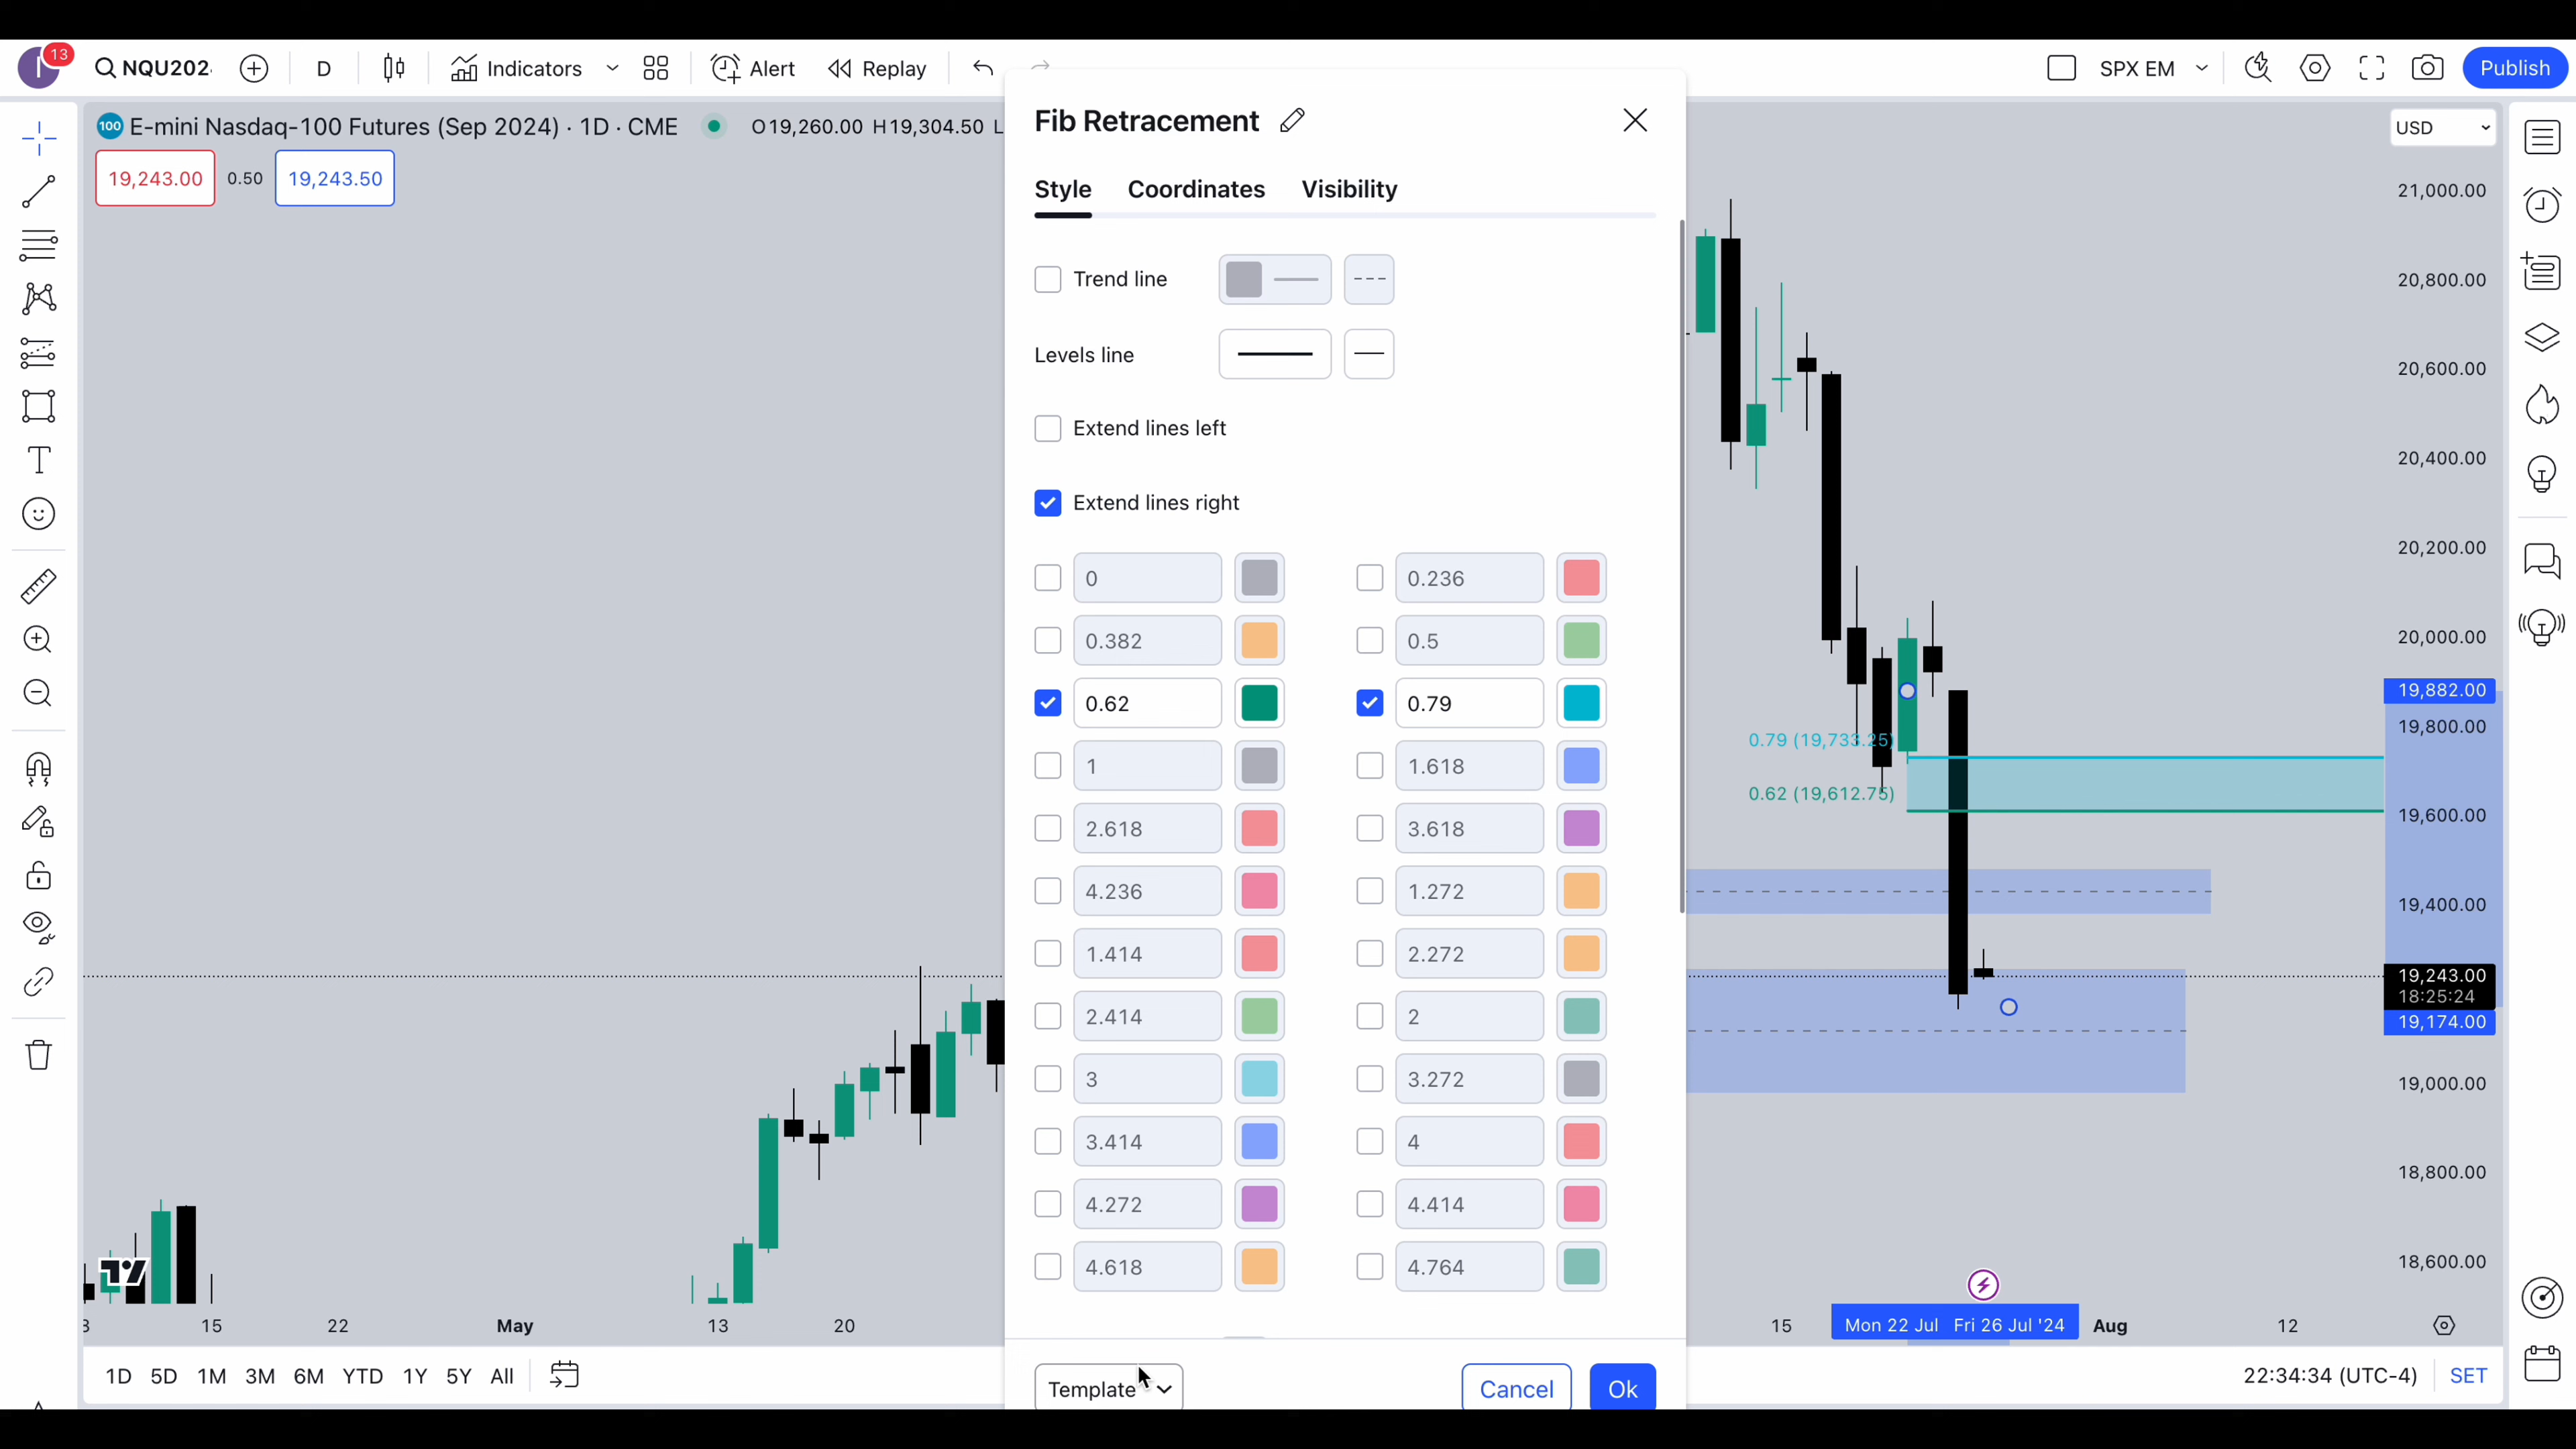 13
I
NQU202
D
Indicators
Alert
Replay
SPX EM
Publish
100 E-mini Nasdaq-100 Futures (Sep 2024) · 1D · CME O19,260.00 H19,304.50 L
19,243.00 0.50 19,243.50
Fib Retracement
Style Coordinates Visibility
Trend line
Levels line
Extend lines left
Extend lines right
0 0.236
0.382 0.5
0.62 0.79
1 1.618
2.618 3.618
4.236 1.272
1.414 2.272
2.414 2
3 3.272
3.414 4
4.272 4.414
4.618 4.764
Template Cancel Ok
0.79 (19,733.25)
0.62 (19,612.75)
USD
21,000.00
20,800.00
20,600.00
20,400.00
20,200.00
20,000.00
19,882.00
19,800.00
19,600.00
19,400.00
19,243.00
18:25:24
19,174.00
19,000.00
18,800.00
18,600.00
15 22 May 13 20 15 Mon 22 Jul Fri 26 Jul '24 Aug 12
1D 5D 1M 3M 6M YTD 1Y 5Y All
22:34:34 (UTC-4) SET